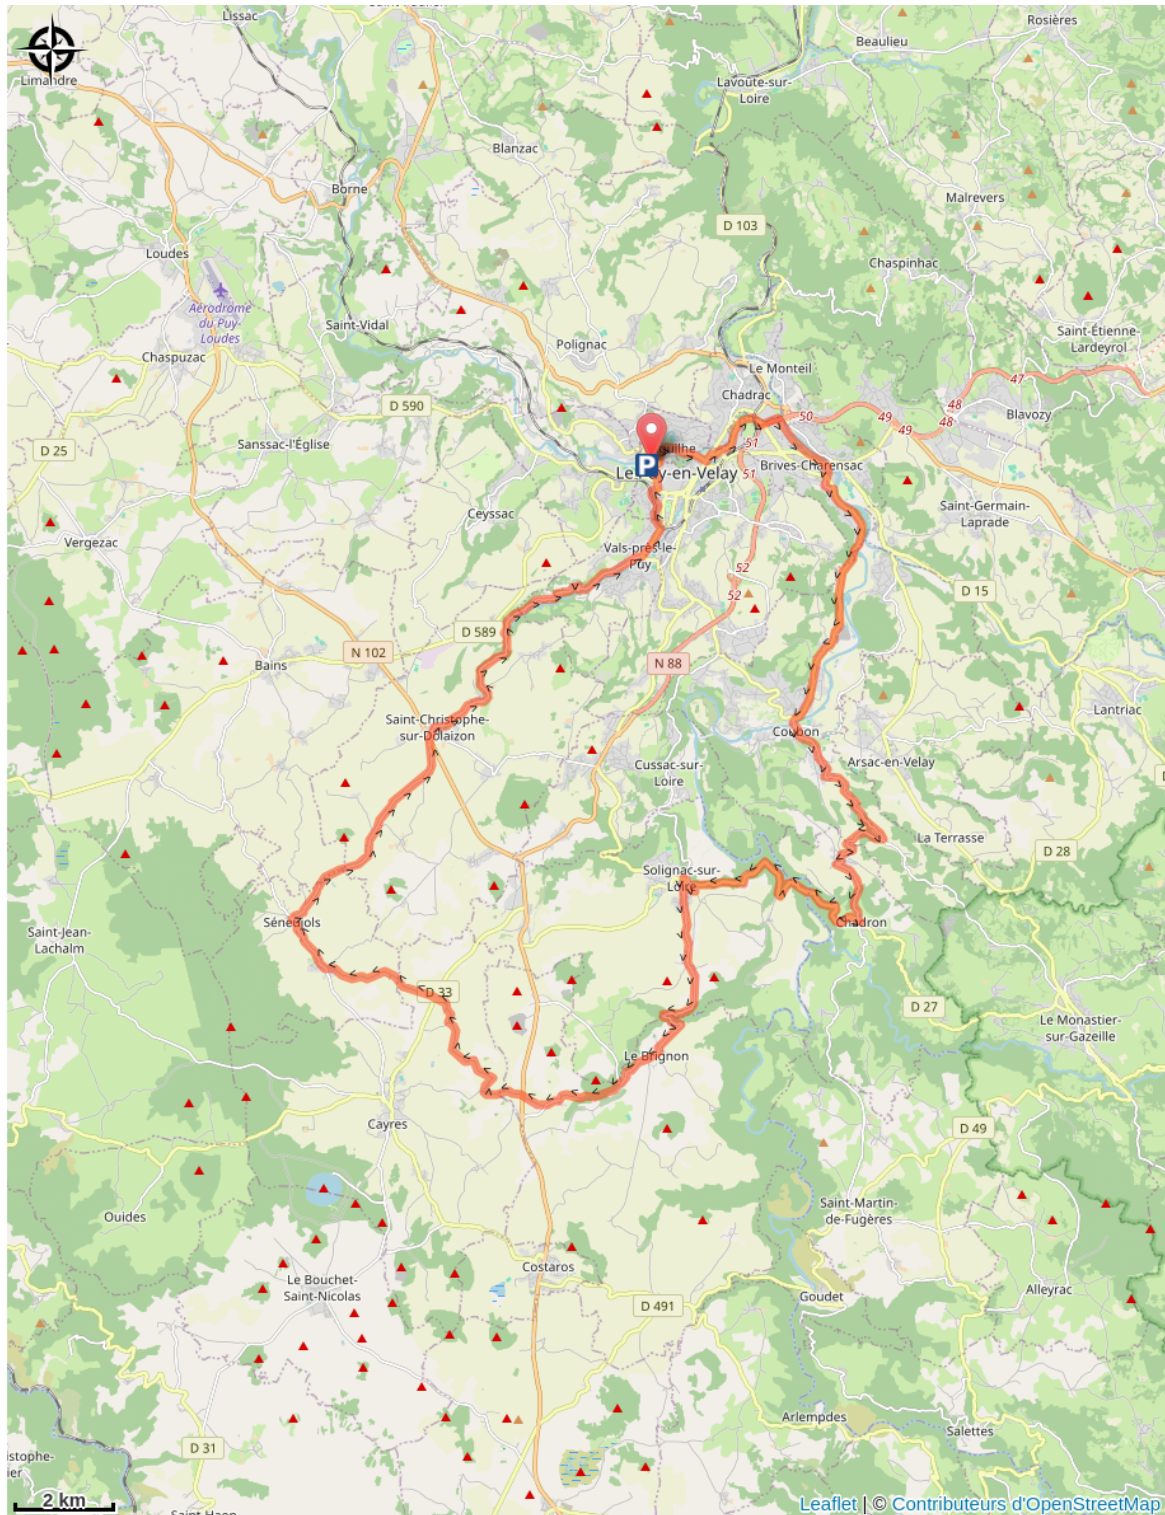 Lissac
Rosières
Beaulieu
Limandre
Lavoûte-sur-
Loire
Blanzac
Borne
Malrevers
D 103
Loudes
Chaspinhac
Aérodrome
du Puy-
Loudes
Saint-Vidal
Polignac
Saint-Étienne-
Lardeyrol
Chaspuzac
Le Monteil
47
Chadrac
D 590
48
50
49
Blavozy
48
49
Sanssac-l'Église
51
D 25
P
Brives-Charensac
51
Ceyssac
Saint-Germain-
Laprade
Vergezac
Vals-près-le-
Puy
52
D 15
52
D 589
N 102
Bains
N 88
Lantriac
Saint-Christophe-
sur-Dolaizon
Coubon
Cussac-sur-
Loire
Arsac-en-Velay
La Terrasse
D 28
Solignac-sur-
Loire
Chadron
Saint-Jean-
Lachalm
D 33
D 27
Le Monastier-
sur-Gazeille
Le Brignon
Cayres
D 49
Saint-Martin-
de-Fugères
Ouides
Costaros
Le Bouchet-
Saint-Nicolas
Alleyrac
Goudet
D 491
Arlempdes
Salettes
D 31
2 km
Leaflet | © Contributeurs d'OpenStreetMap